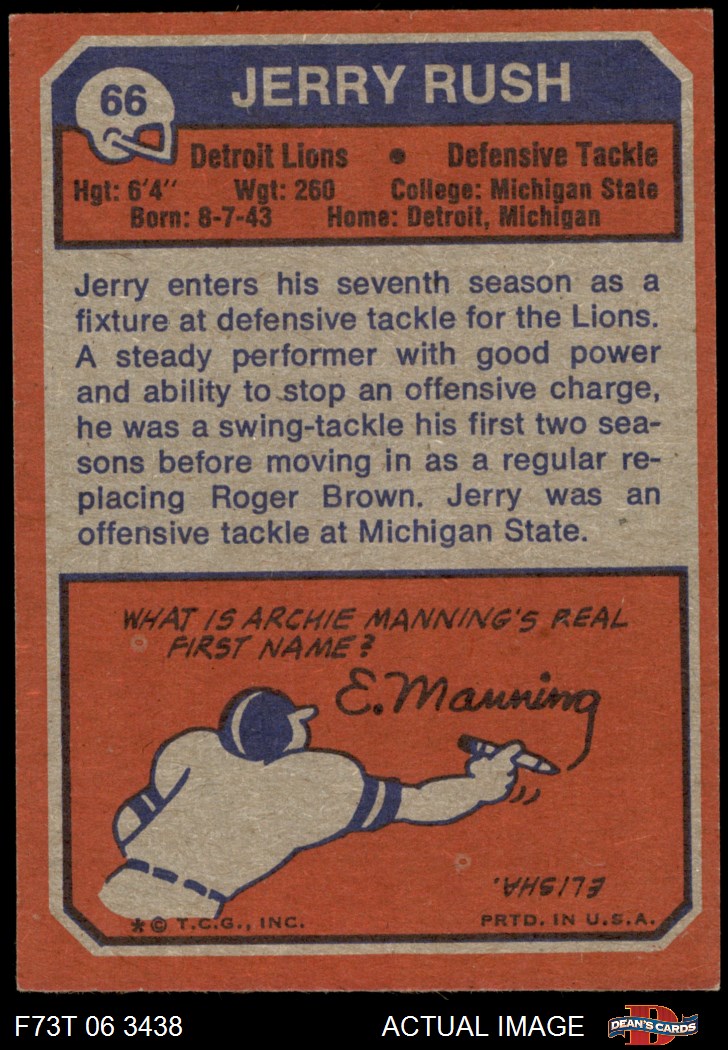 66
JERRY RUSH
Detroit Lions • Defensive Tackle
Hgt: 6'4" Wgt: 260 College: Michigan State
Born: 8-7-43 Home: Detroit, Michigan
Jerry enters his seventh season as a
fixture at defensive tackle for the Lions.
A steady performer with good power
and ability to stop an offensive charge,
he was a swing-tackle his first two sea-
sons before moving in as a regular re-
placing Roger Brown. Jerry was an
offensive tackle at Michigan State.
WHAT IS ARCHIE MANNING'S REAL
FIRST NAME?
E. Manning
ELISHA.
*© T.C.G., INC. PRTD. IN U.S.A.
F73T 06 3438 ACTUAL IMAGE D DEAN'S CARDS